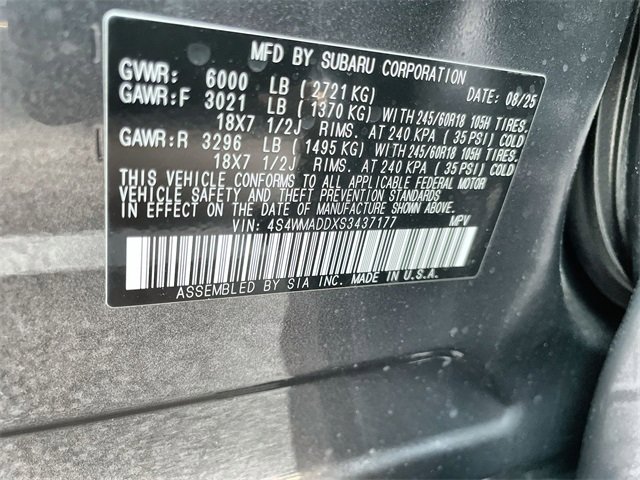 MFD BY SUBARU CORPORATION
GVWR: 6000 LB ( 2721 KG) DATE: 08/25
GAWR:F 3021 LB ( 1370 KG) WITH 245/60R18 105H TIRES.
18X7 1/2J RIMS. AT 240 KPA ( 35 PSI) COLD
GAWR:R 3296 LB ( 1495 KG) WITH 245/60R18 105H TIRES.
18X7 1/2J RIMS. AT 240 KPA ( 35 PSI) COLD
THIS VEHICLE CONFORMS TO ALL APPLICABLE FEDERAL MOTOR
VEHICLE SAFETY AND THEFT PREVENTION STANDARDS
IN EFFECT ON THE DATE OF MANUFACTURE SHOWN ABOVE.
VIN: 4S4WMADDXS3437177 MPV
ASSEMBLED BY SIA INC. MADE IN U.S.A.